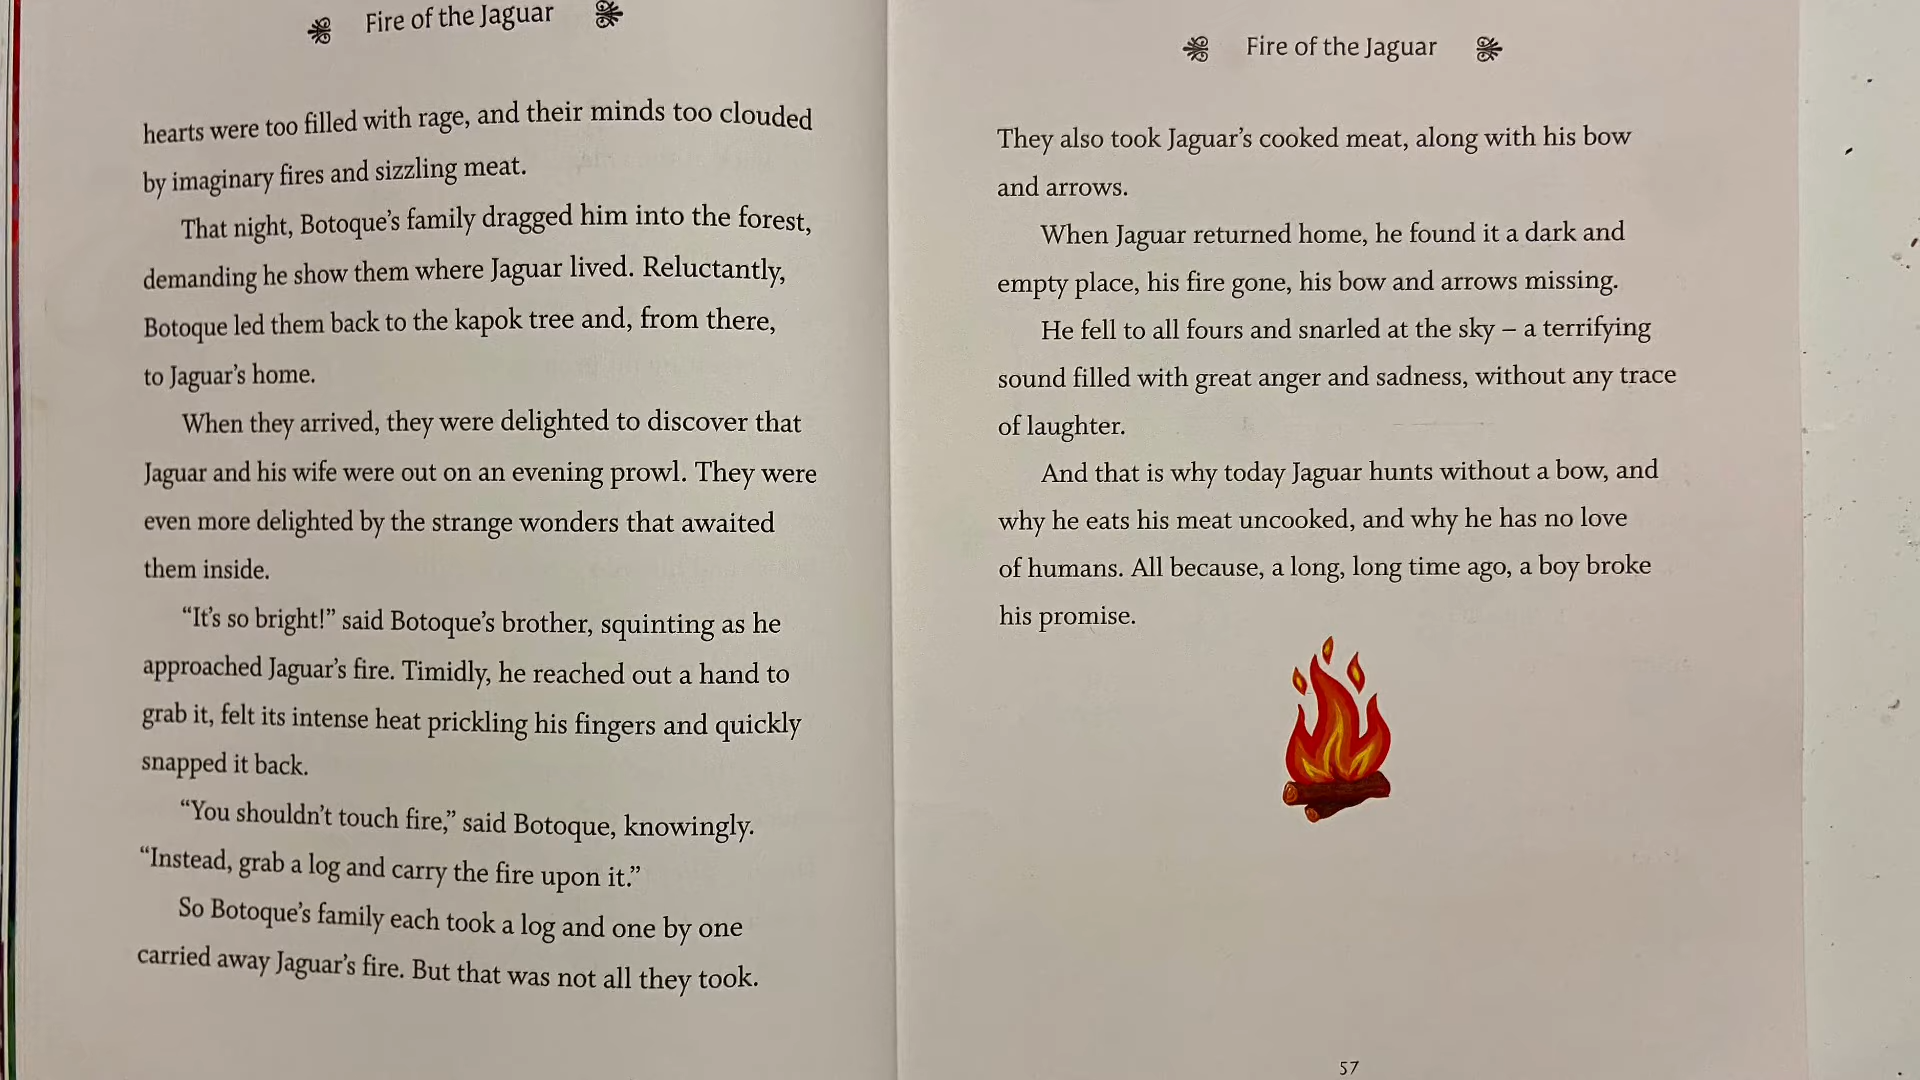 Fire of the Jaguar
hearts were too filled with rage, and their minds too clouded
by imaginary fires and sizzling meat.
That night, Botoque’s family dragged him into the forest,
demanding he show them where Jaguar lived. Reluctantly,
Botoque led them back to the kapok tree and, from there,
to Jaguar’s home.
When they arrived, they were delighted to discover that
Jaguar and his wife were out on an evening prowl. They were
even more delighted by the strange wonders that awaited
them inside.
“It’s so bright!” said Botoque’s brother, squinting as he
approached Jaguar’s fire. Timidly, he reached out a hand to
grab it, felt its intense heat prickling his fingers and quickly
snapped it back.
“You shouldn’t touch fire,” said Botoque, knowingly.
“Instead, grab a log and carry the fire upon it.”
So Botoque’s family each took a log and one by one
carried away Jaguar’s fire. But that was not all they took.
Fire of the Jaguar
They also took Jaguar’s cooked meat, along with his bow
and arrows.
When Jaguar returned home, he found it a dark and
empty place, his fire gone, his bow and arrows missing.
He fell to all fours and snarled at the sky – a terrifying
sound filled with great anger and sadness, without any trace
of laughter.
And that is why today Jaguar hunts without a bow, and
why he eats his meat uncooked, and why he has no love
of humans. All because, a long, long time ago, a boy broke
his promise.
57